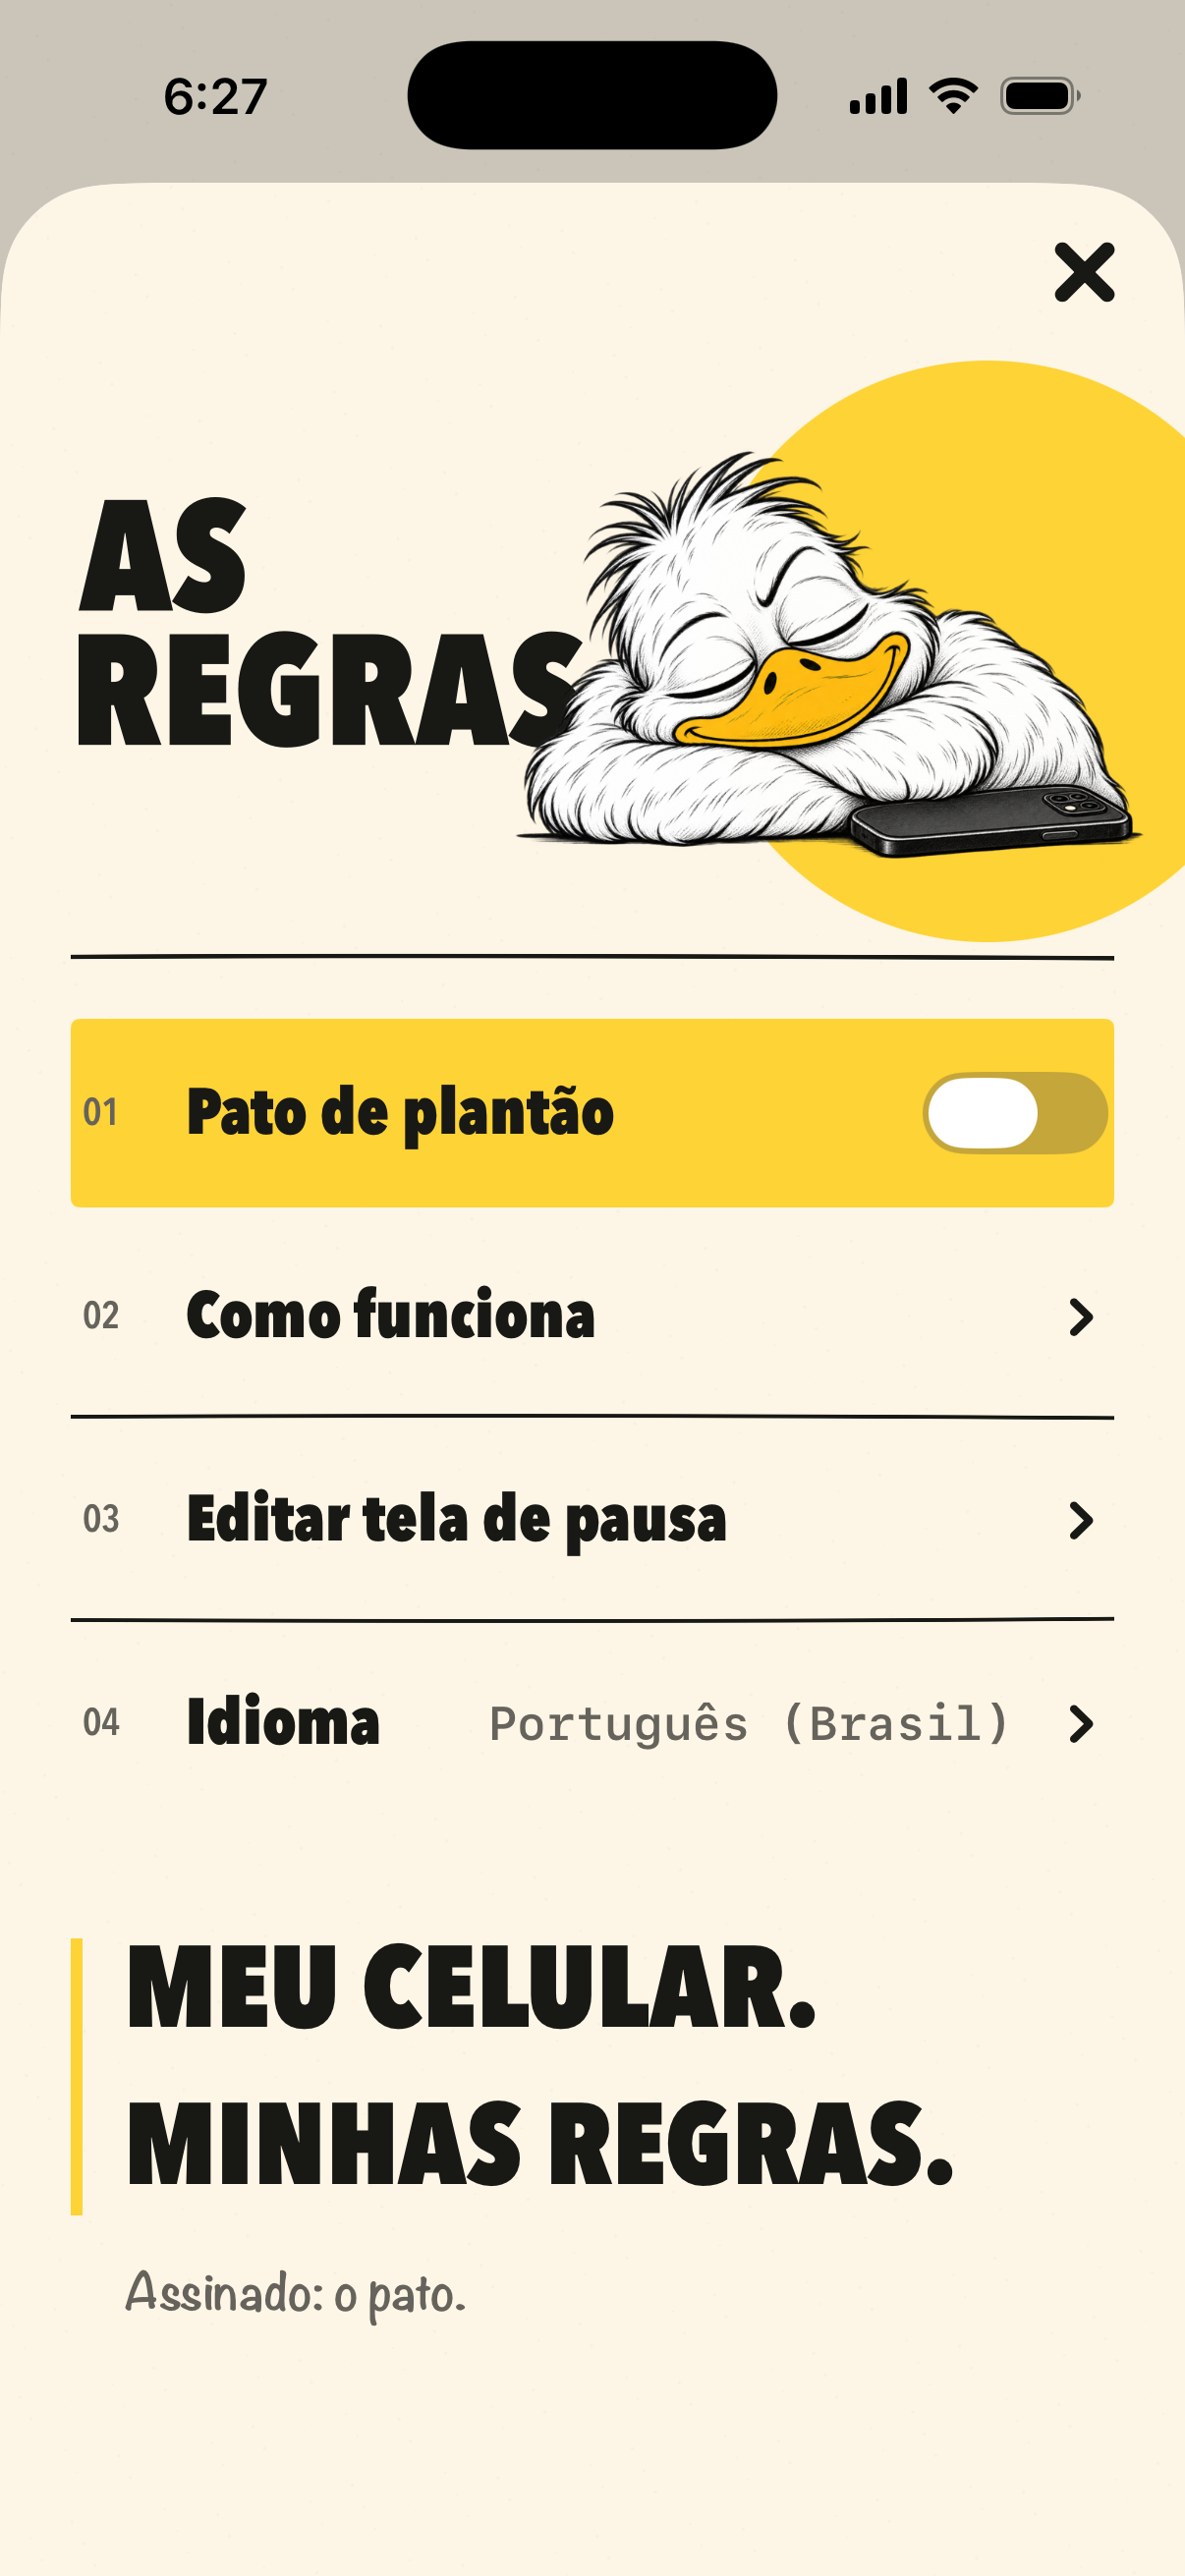 6:27
AS
REGRAS
01 Pato de plantão
02 Como funciona
03 Editar tela de pausa
04 Idioma Português (Brasil)
MEU CELULAR.
MINHAS REGRAS.
Assinado: o pato.